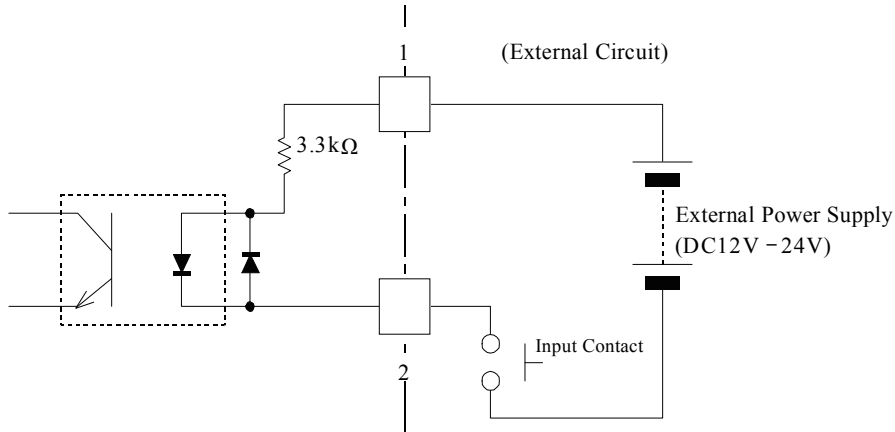 1
(External Circuit)
3.3kΩ
External Power Supply
(DC12V－24V)
Input Contact
2